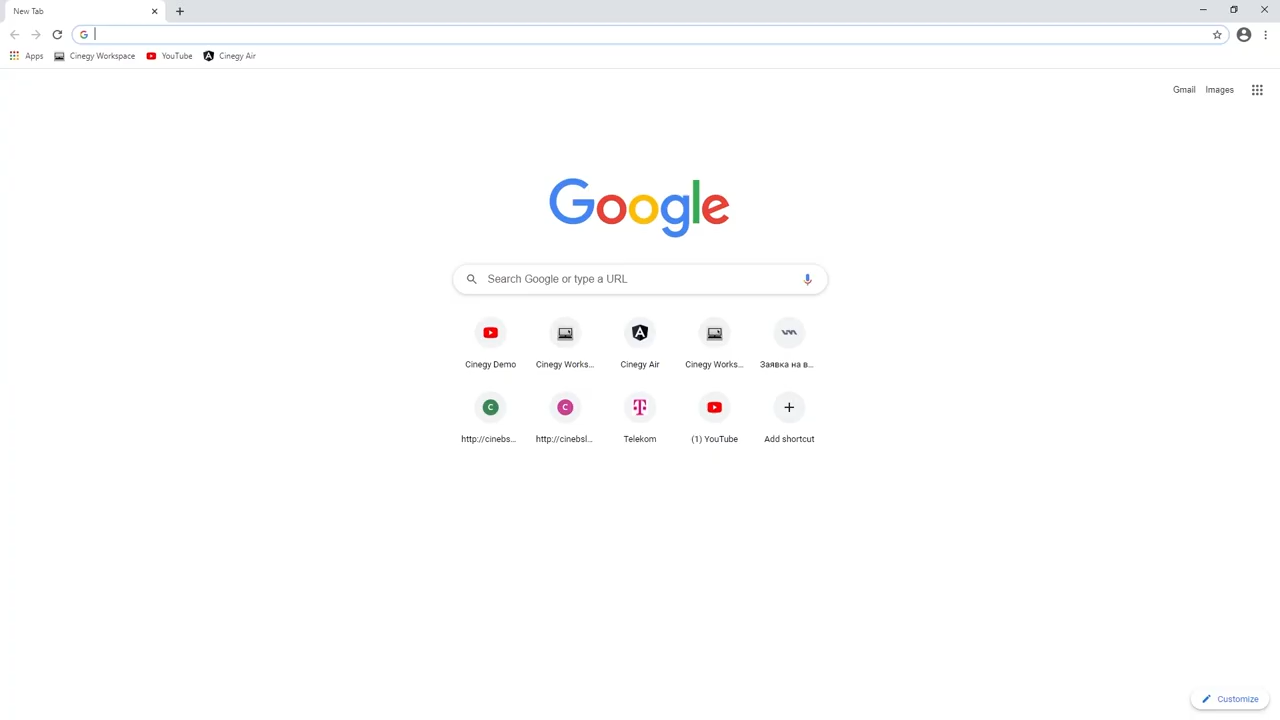 New Tab
Apps Cinegy Workspace YouTube Cinegy Air
Gmail Images
Google
Search Google or type a URL
Cinegy Demo Cinegy Works... Cinegy Air Cinegy Works... Заявка на в...
http://cinebs... http://cinebsl... Telekom (1) YouTube Add shortcut
Customize